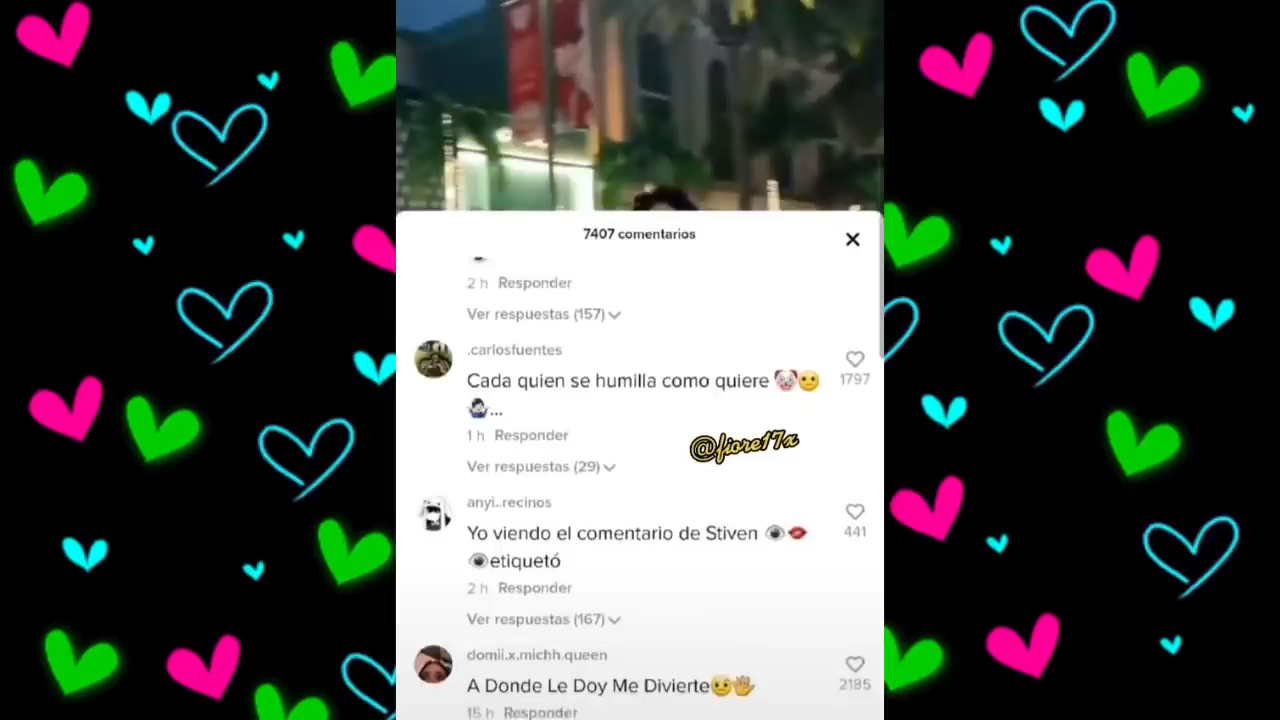 7407 comentarios
2 h Responder
Ver respuestas (157)
.carlosfuentes
Cada quien se humilla como quiere 🤡🙂
🤷🏻‍♂️...
1797
1 h Responder
@fiore17x
Ver respuestas (29)
anyi..recinos
Yo viendo el comentario de Stiven 👁️💋
👁️etiquetó
441
2 h Responder
Ver respuestas (167)
domii.x.michh.queen
A Donde Le Doy Me Divierte🤨🖐
2185
15 h Responder